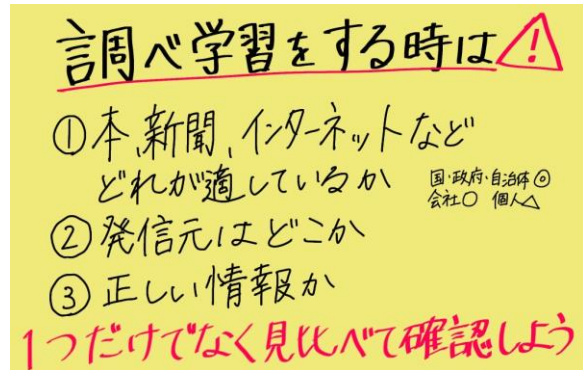 調べ学習をする時は
①本、新聞、インターネットなど
どれが適しているか
国・政府・自治体◎
会社○ 個人△
②発信元はどこか
③正しい情報か
1つだけでなく見比べて確認しよう